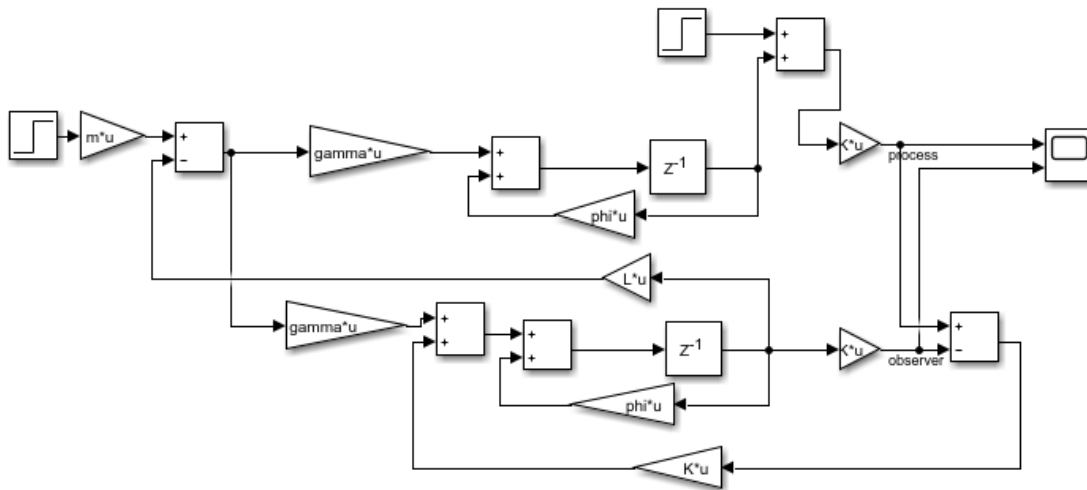 m*u
+
−
gamma*u
+
+
Z-1
phi*u
+
+
K*u
process
L*u
gamma*u
+
+
+
+
Z-1
phi*u
K*u
observer
+
−
K*u